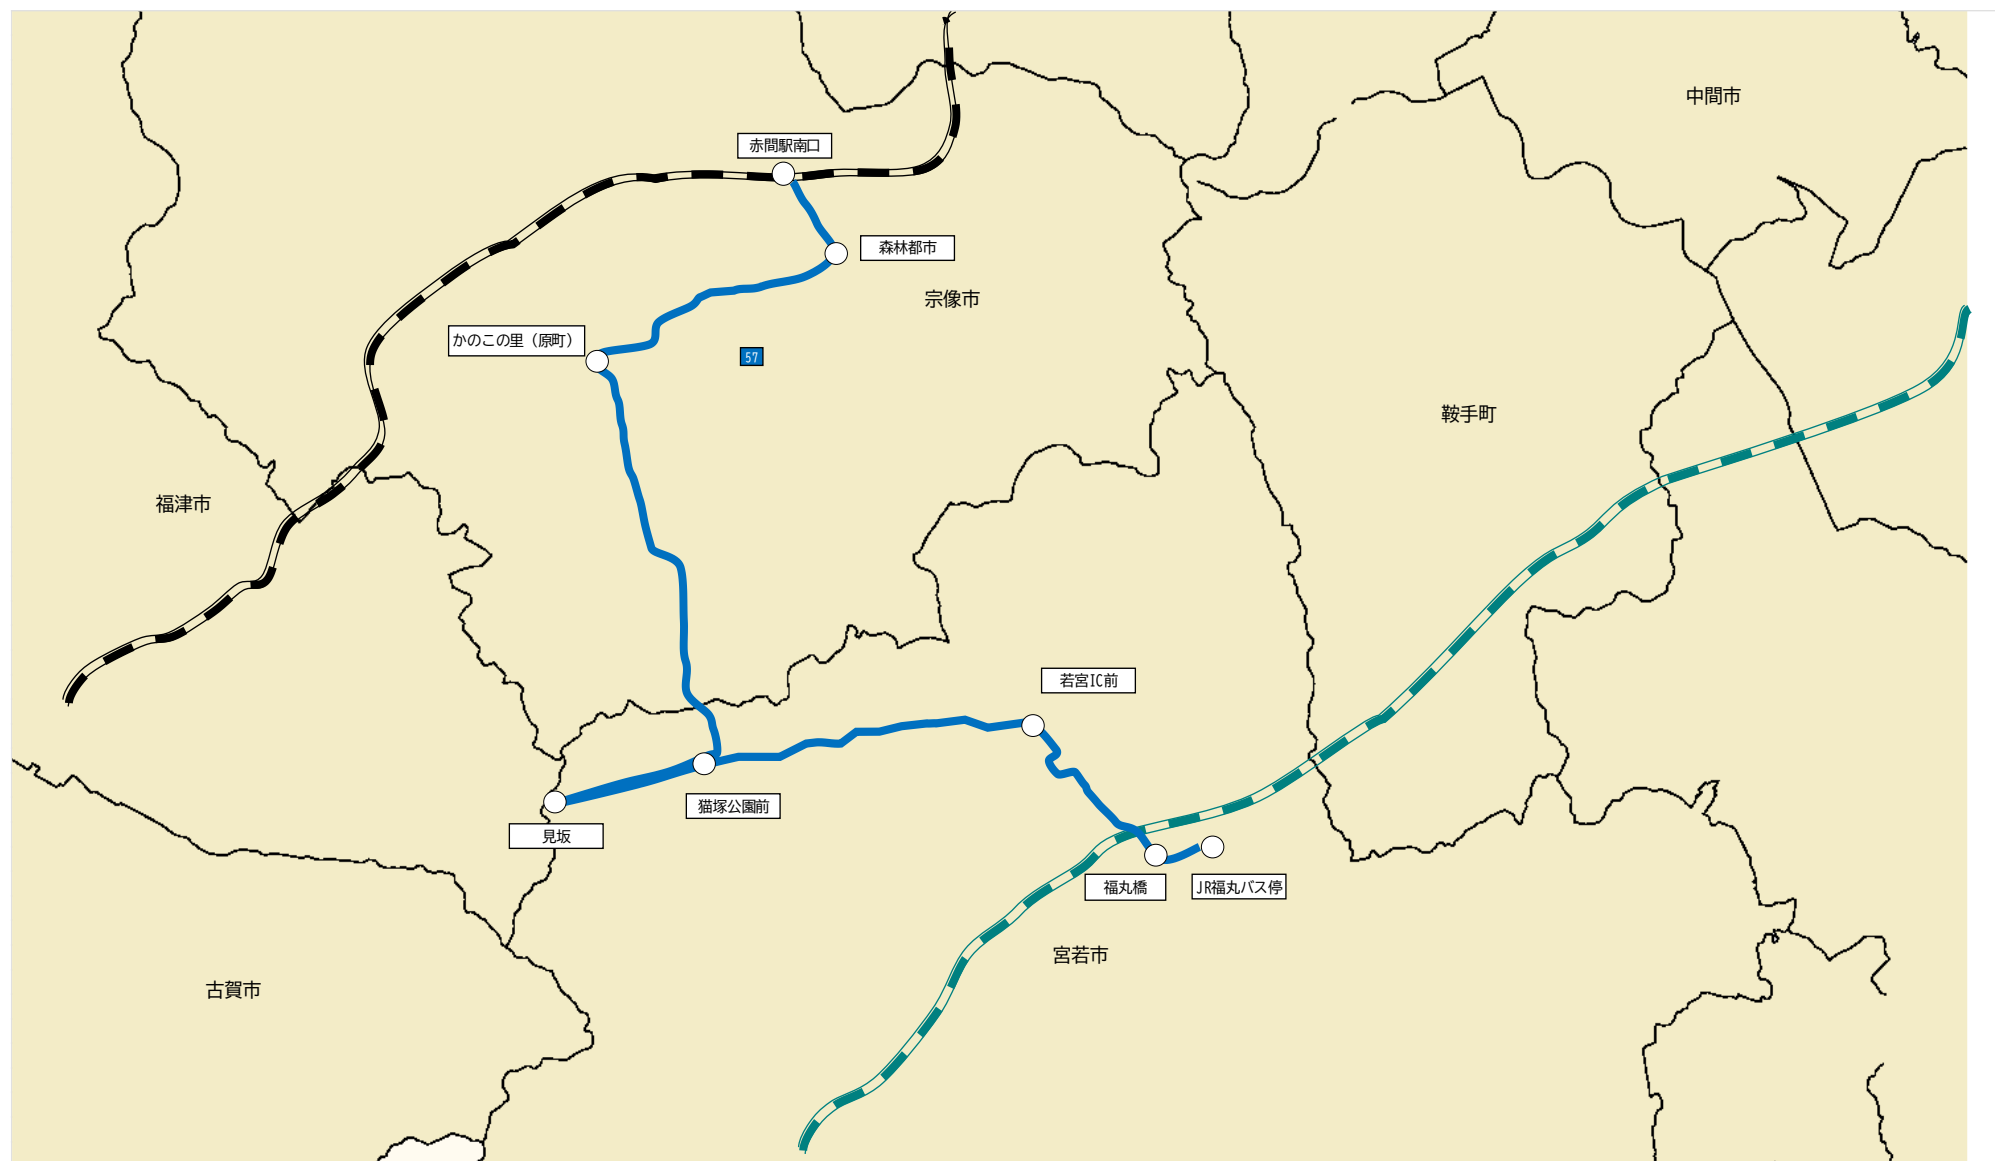 中間市
赤間駅南口
森林都市
宗像市
かのこの里（原町）
57
鞍手町
福津市
若宮IC前
猫塚公園前
見坂
福丸橋
JR福丸バス停
宮若市
古賀市